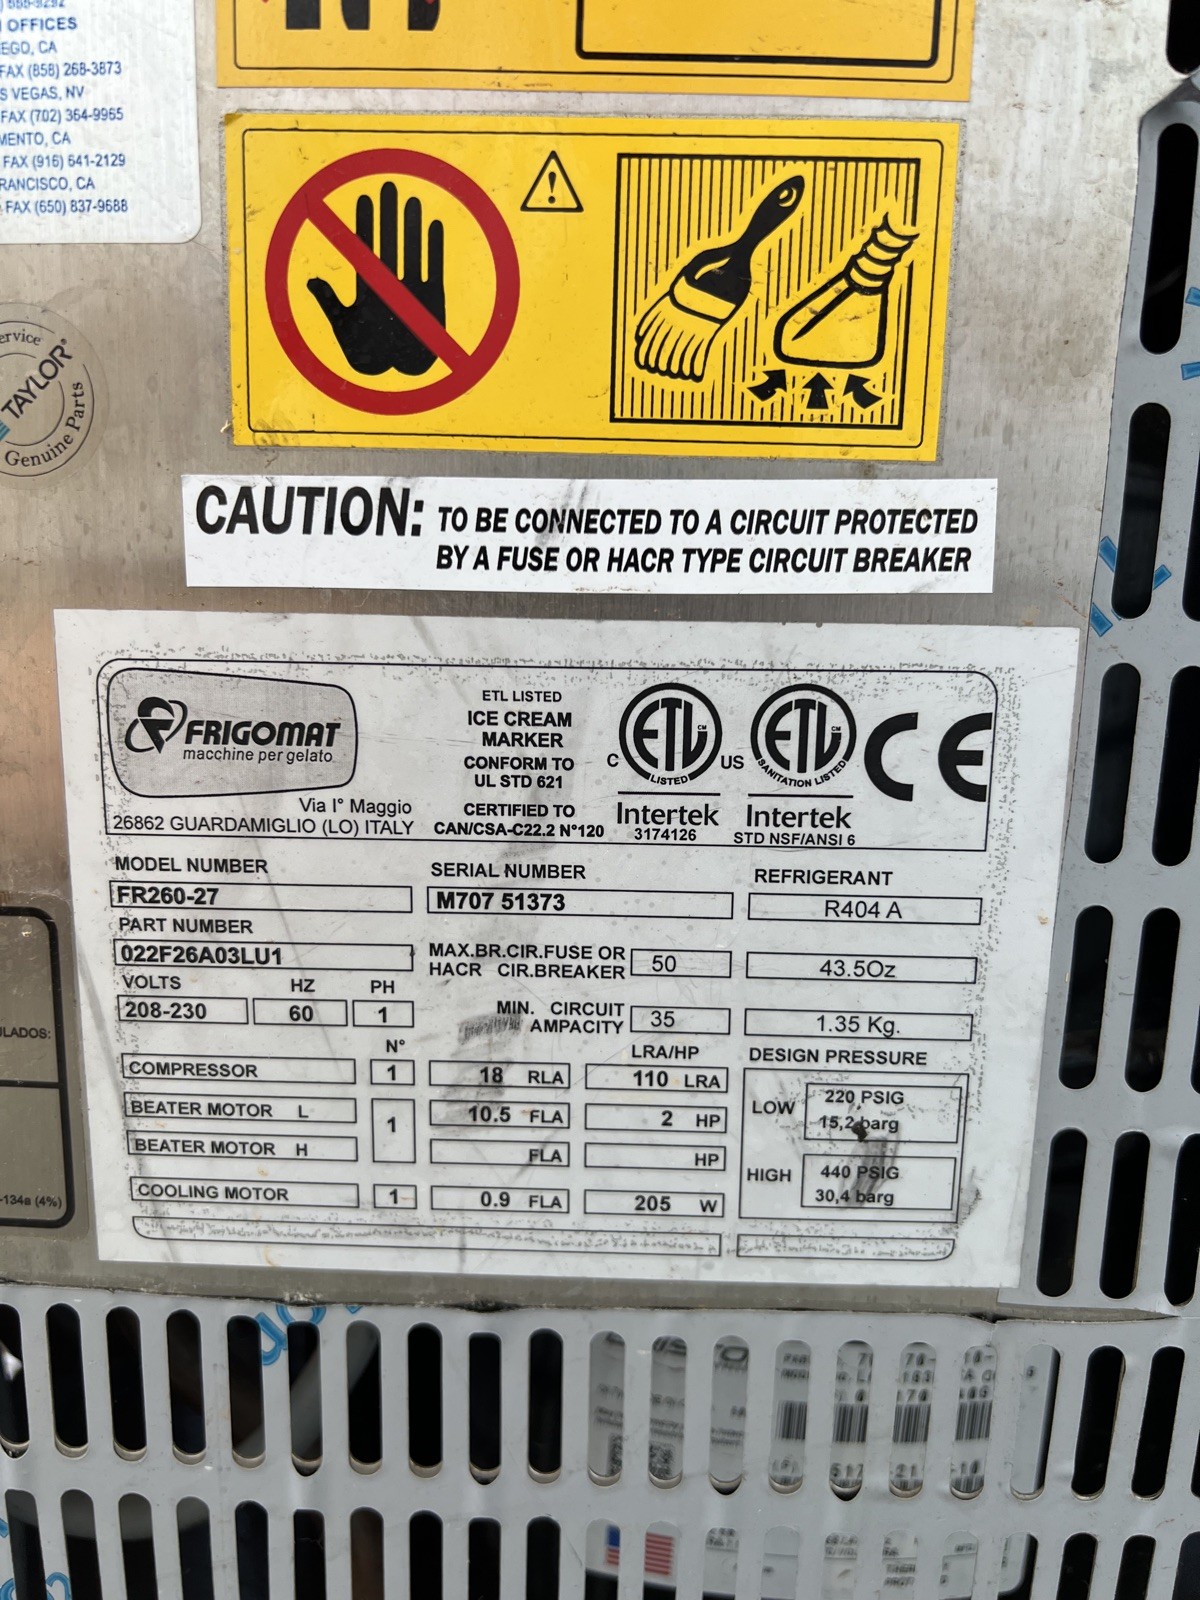 OFFICES
EGO, CA
FAX (858) 268-3873
S VEGAS, NV
FAX (702) 364-9965
MENTO, CA
FAX (916) 641-2129
RANCISCO, CA
FAX (650) 837-9688
ervice
TAYLOR®
Genuine Parts
CAUTION: TO BE CONNECTED TO A CIRCUIT PROTECTED
BY A FUSE OR HACR TYPE CIRCUIT BREAKER
FRIGOMAT
macchine per gelato
Via I° Maggio
26862 GUARDAMIGLIO (LO) ITALY
ETL LISTED
ICE CREAM
MARKER
CONFORM TO
UL STD 621
CERTIFIED TO
CAN/CSA-C22.2 N°120
C ETL CM US
LISTED
Intertek
3174126
ETL CM
SANITATION LISTED
Intertek
STD NSF/ANSI 6
CE
MODEL NUMBER
FR260-27
SERIAL NUMBER
M707 51373
REFRIGERANT
R404 A
PART NUMBER
022F26A03LU1
MAX.BR.CIR.FUSE OR
HACR CIR.BREAKER
50
43.5Oz
VOLTS HZ PH
208-230 60 1
MIN. CIRCUIT
AMPACITY
35
1.35 Kg.
N° LRA/HP
COMPRESSOR 1 18 RLA 110 LRA
BEATER MOTOR L 1 10.5 FLA 2 HP
BEATER MOTOR H FLA HP
COOLING MOTOR 1 0.9 FLA 205 W
DESIGN PRESSURE
LOW 220 PSIG
15,2 barg
HIGH 440 PSIG
30,4 barg
ULADOS:
-134a (4%)